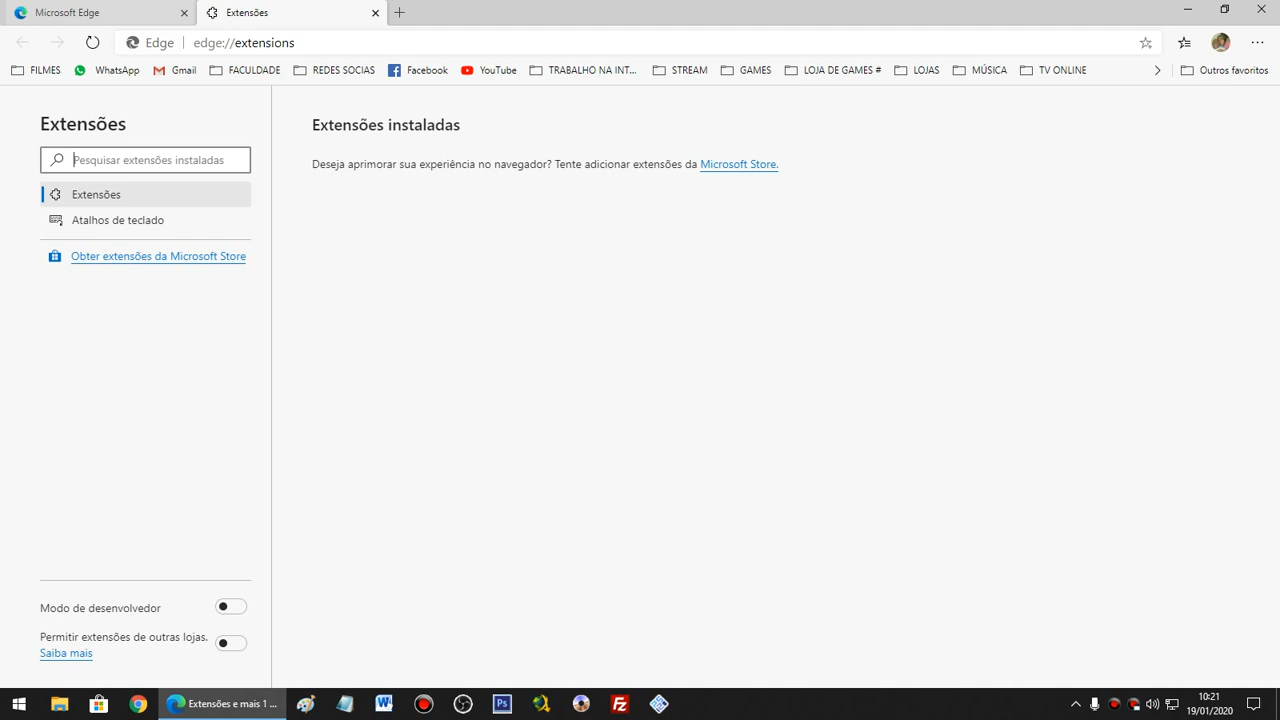 Microsoft Edge
Extensões
Edge
edge://extensions
FILMES
WhatsApp
Gmail
FACULDADE
REDES SOCIAS
Facebook
YouTube
TRABALHO NA INT...
STREAM
GAMES
LOJA DE GAMES #
LOJAS
MÚSICA
TV ONLINE
Outros favoritos
Extensões
Pesquisar extensões instaladas
Extensões
Atalhos de teclado
Obter extensões da Microsoft Store
Extensões instaladas
Deseja aprimorar sua experiência no navegador? Tente adicionar extensões da Microsoft Store.
Modo de desenvolvedor
Permitir extensões de outras lojas.
Saiba mais
Extensões e mais 1 ...
Ps
Fz
10:21
19/01/2020